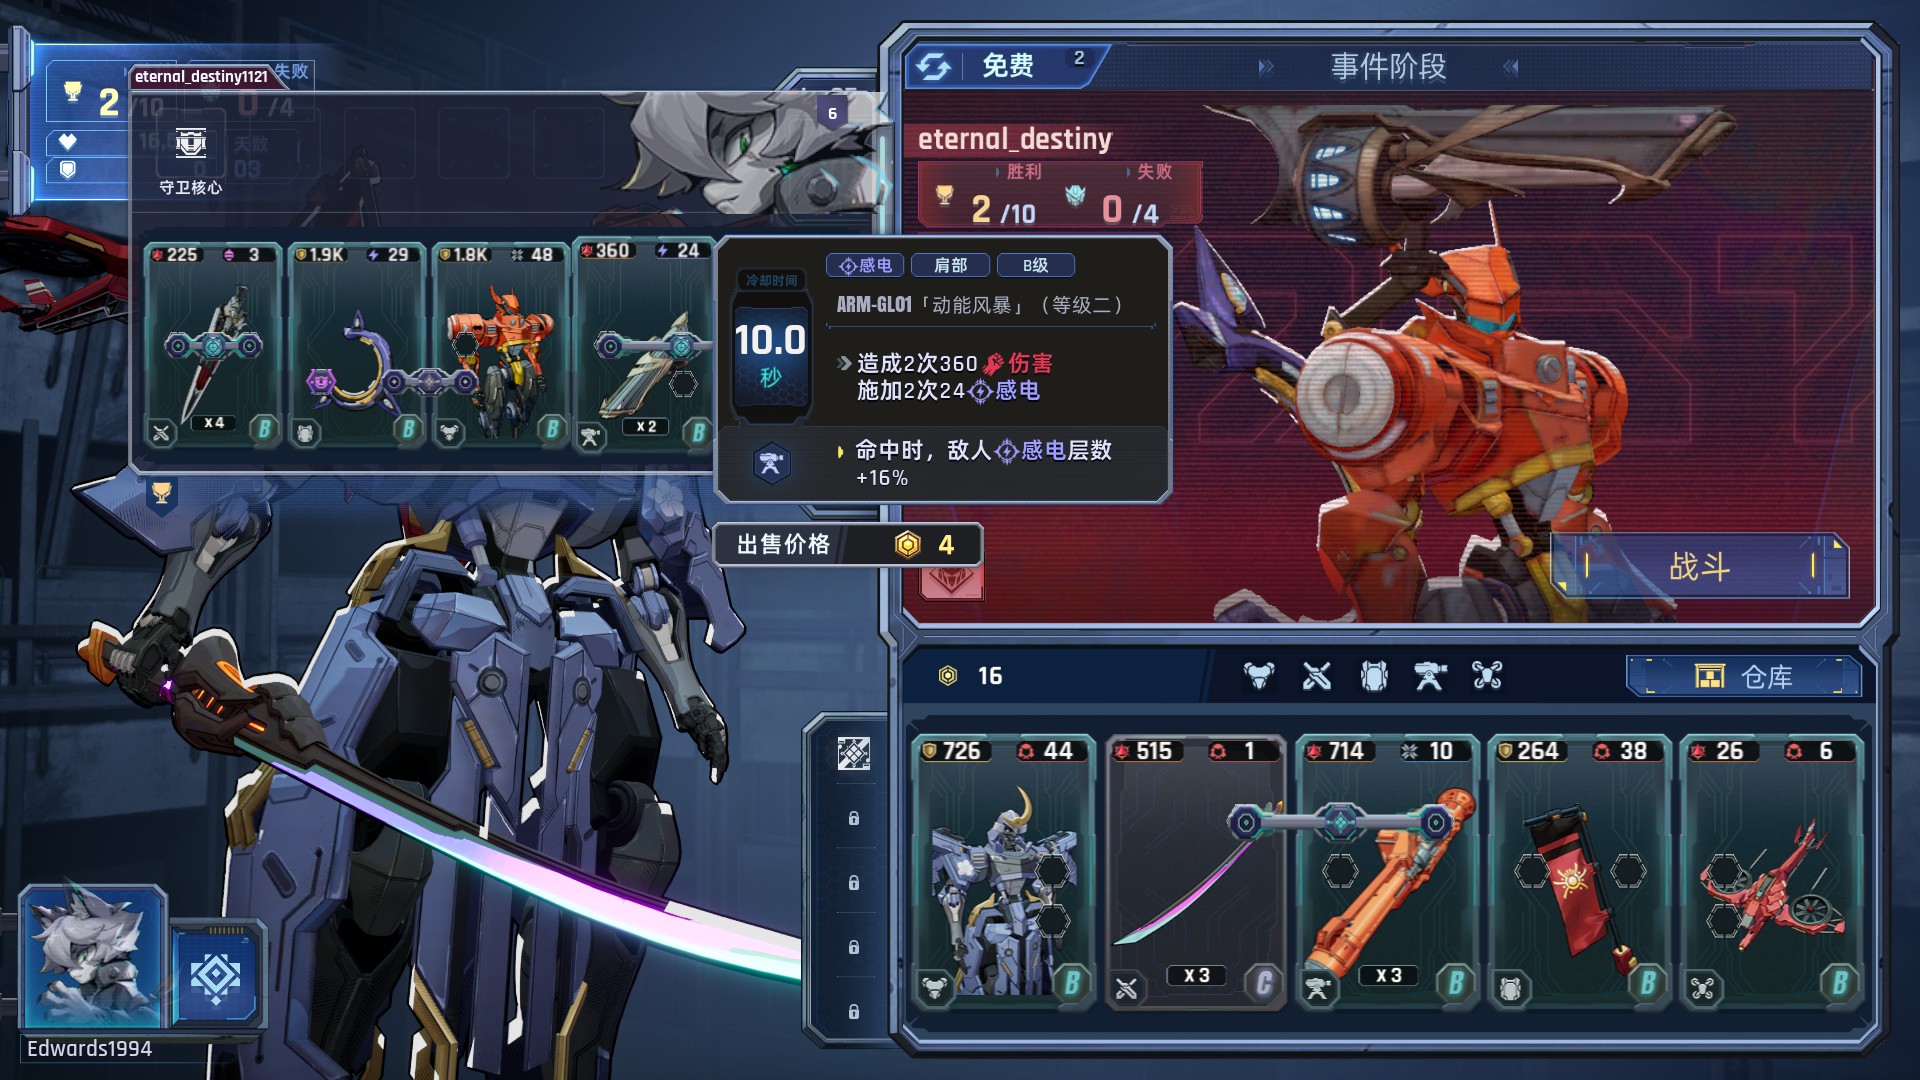 eternal_destiny1121
失败
2/10
0/4
天数
03
6
守卫核心
225 3
1.9K 29
1.8K 48
360 24
x4 B
B
B
x2 B
冷却时间
10.0
秒
感电 肩部 B级
ARM-GL01「动能风暴」（等级二）
造成2次360伤害
施加2次24感电
命中时，敌人感电层数
+16%
出售价格 4
免费 2
事件阶段
eternal_destiny
胜利 失败
2/10 0/4
战斗
16
仓库
726 44
515 1
714 10
264 38
26 6
B
x3 C
x3 B
B
B
Edwards1994